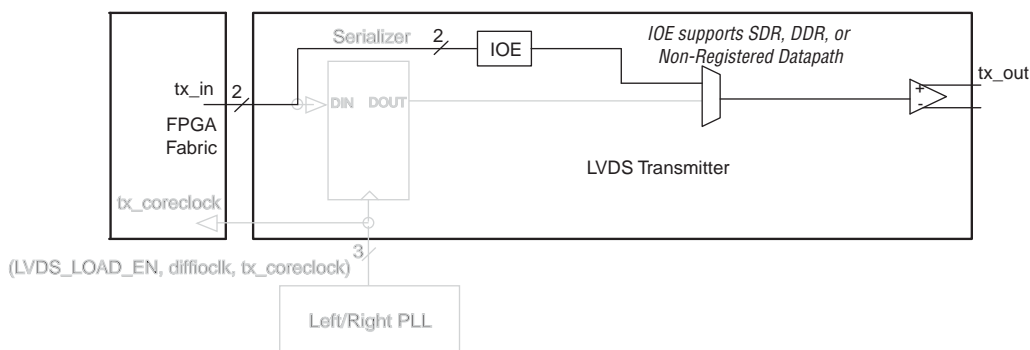 Serializer
2
IOE
IOE supports SDR, DDR, or
Non-Registered Datapath
tx_in
2
DIN
DOUT
+
-
tx_out
FPGA
Fabric
LVDS Transmitter
tx_coreclock
3
(LVDS_LOAD_EN, diffioclk, tx_coreclock)
Left/Right PLL